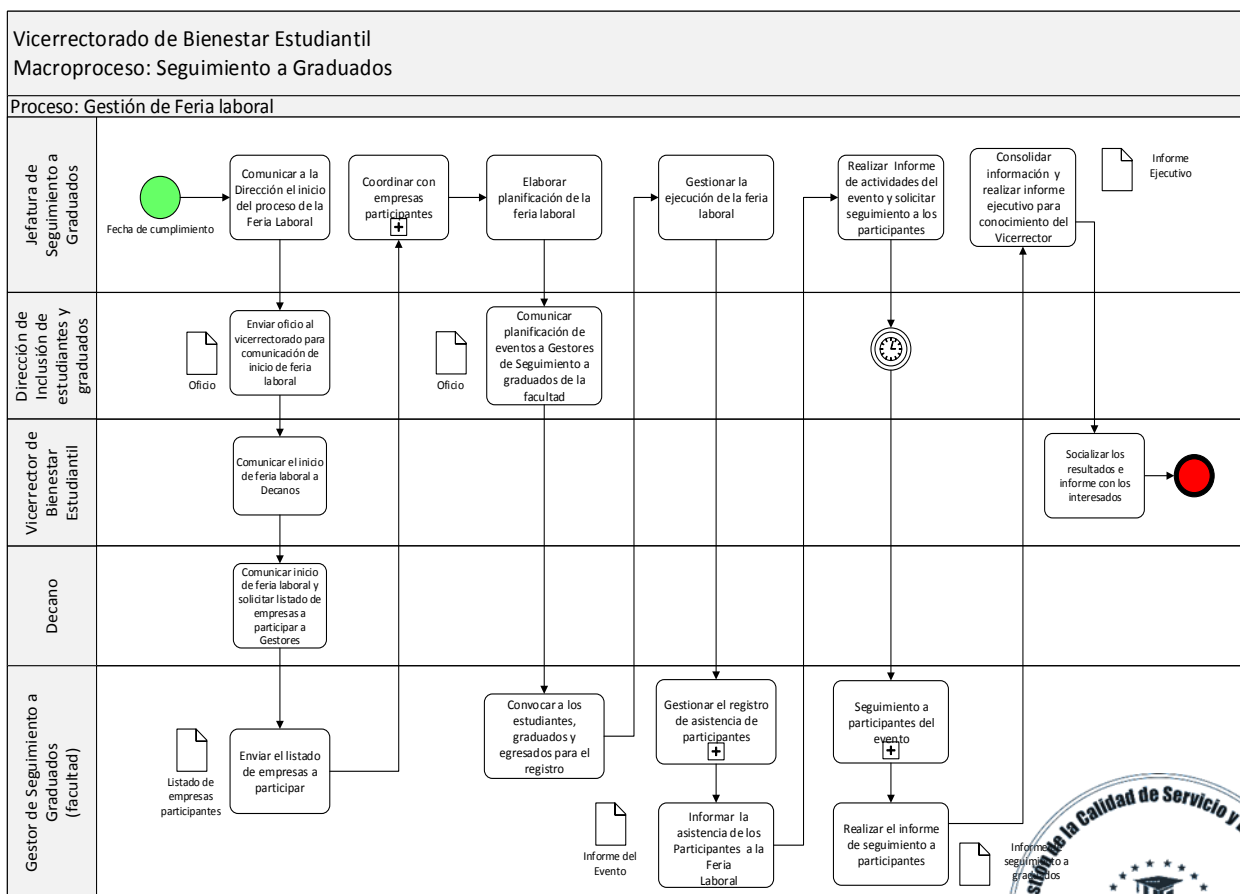 Vicerrectorado de Bienestar Estudiantil
Macroproceso: Seguimiento a Graduados
Proceso: Gestión de Feria laboral
Jefatura de
Seguimiento a
Graduados
Fecha de cumplimiento
Comunicar a la
Dirección el inicio
del proceso de la
Feria Laboral
Coordinar con
empresas
participantes
Elaborar
planificación de la
feria laboral
Gestionar la
ejecución de la feria
laboral
Realizar Informe
de actividades del
evento y solicitar
seguimiento a los
participantes
Consolidar
información y
realizar informe
ejecutivo para
conocimiento del
Vicerrector
Informe
Ejecutivo
Dirección de
Inclusión de
estudiantes y
graduados
Oficio
Enviar oficio al
vicerrectorado para
comunicación de
inicio de feria
laboral
Oficio
Comunicar
planificación de
eventos a Gestores
de Seguimiento a
graduados de la
facultad
Vicerrector de
Bienestar
Estudiantil
Comunicar el inicio
de feria laboral a
Decanos
Socializar los
resultados e
informe con los
interesados
Decano
Comunicar inicio
de feria laboral y
solicitar listado de
empresas a
participar a
Gestores
Gestor de Seguimiento a
Graduados
(facultad)
Listado de
empresas
participantes
Enviar el listado
de empresas a
participar
Convocar a los
estudiantes,
graduados y
egresados para el
registro
Gestionar el registro
de asistencia de
participantes
Informe del
Evento
Informar la
asistencia de los
Participantes a la
Feria
Laboral
Seguimiento a
participantes del
evento
Realizar el informe
de seguimiento a
participantes
Informe
seguimiento a
graduados
de la Calidad de Servicio y